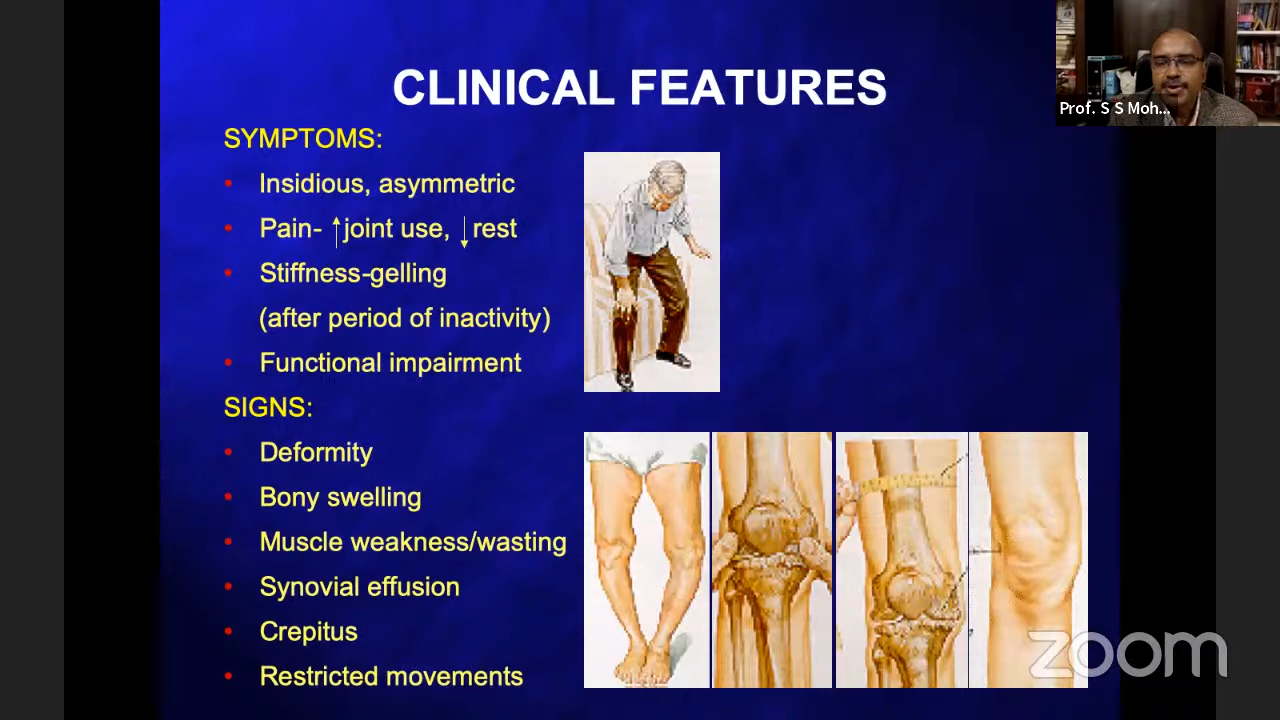 CLINICAL FEATURES
Prof. S S Moh...
SYMPTOMS:
• Insidious, asymmetric
• Pain- ↑joint use, ↓rest
• Stiffness-gelling
(after period of inactivity)
• Functional impairment
SIGNS:
• Deformity
• Bony swelling
• Muscle weakness/wasting
• Synovial effusion
• Crepitus
• Restricted movements
zoom